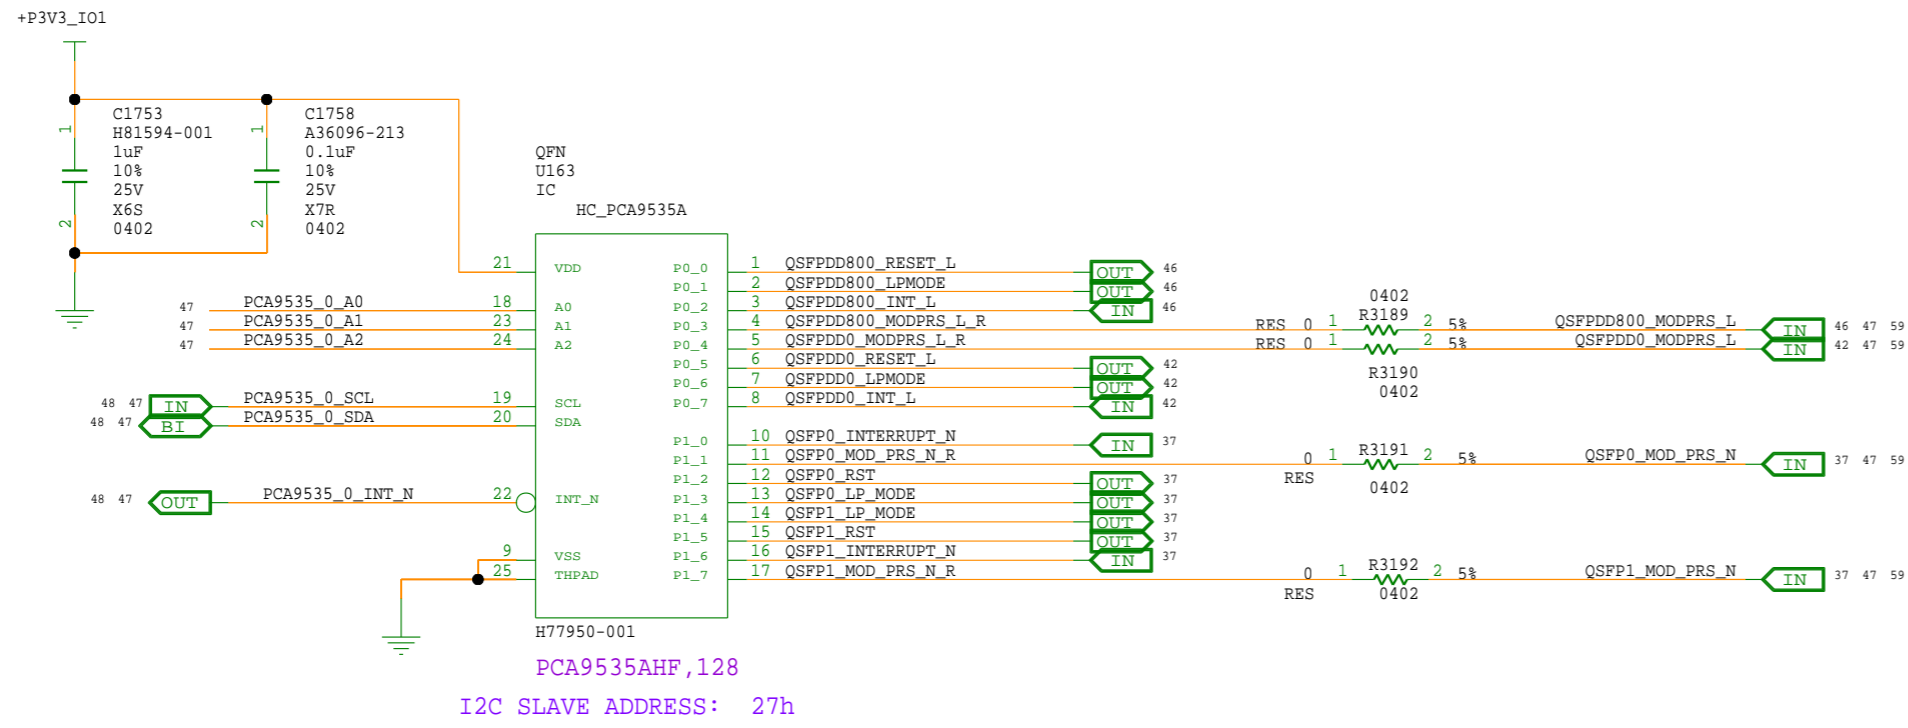 +P3V3_IO1
C1753
H81594-001
1uF
10%
25V
X6S
0402
1
2
C1758
A36096-213
0.1uF
10%
25V
X7R
0402
1
2
QFN
U163
IC
HC_PCA9535A
21 VDD
47 PCA9535_0_A0 18 A0
47 PCA9535_0_A1 23 A1
47 PCA9535_0_A2 24 A2
48 47 IN PCA9535_0_SCL 19 SCL
48 47 BI PCA9535_0_SDA 20 SDA
48 47 OUT PCA9535_0_INT_N 22 INT_N
9 VSS
25 THPAD
P0_0 1 QSFPDD800_RESET_L OUT 46
P0_1 2 QSFPDD800_LPMODE OUT 46
P0_2 3 QSFPDD800_INT_L IN 46
0402
R3189
P0_3 4 QSFPDD800_MODPRS_L_R RES 0 1 2 5% QSFPDD800_MODPRS_L IN 46 47 59
P0_4 5 QSFPDD0_MODPRS_L_R RES 0 1 2 5% QSFPDD0_MODPRS_L IN 42 47 59
R3190
0402
P0_5 6 QSFPDD0_RESET_L OUT 42
P0_6 7 QSFPDD0_LPMODE OUT 42
P0_7 8 QSFPDD0_INT_L IN 42
P1_0 10 QSFP0_INTERRUPT_N IN 37
P1_1 11 QSFP0_MOD_PRS_N_R 0 1 R3191 2 5% QSFP0_MOD_PRS_N IN 37 47 59
RES 0402
P1_2 12 QSFP0_RST OUT 37
P1_3 13 QSFP0_LP_MODE OUT 37
P1_4 14 QSFP1_LP_MODE OUT 37
P1_5 15 QSFP1_RST OUT 37
P1_6 16 QSFP1_INTERRUPT_N IN 37
P1_7 17 QSFP1_MOD_PRS_N_R 0 1 R3192 2 5% QSFP1_MOD_PRS_N IN 37 47 59
RES 0402
H77950-001
PCA9535AHF,128
I2C SLAVE ADDRESS: 27h